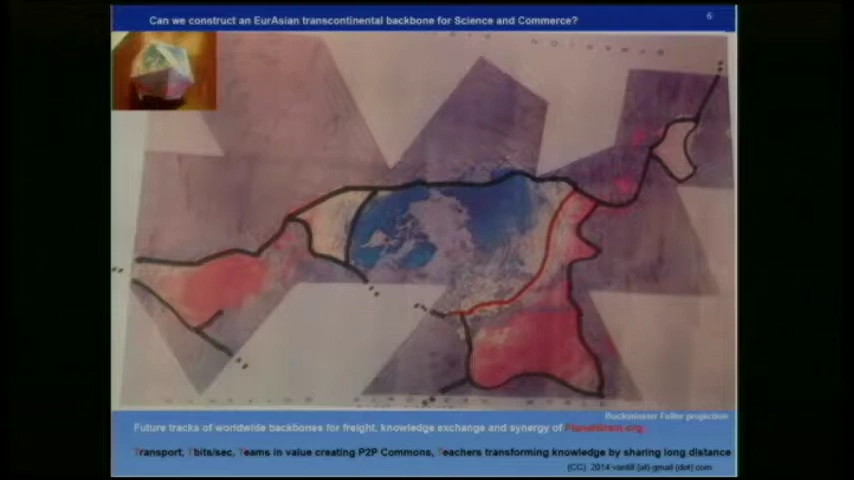 Can we construct an EurAsian transcontinental backbone for Science and Commerce?
6
Buckminster Fuller projection
Future tracks of worldwide backbones for freight, knowledge exchange and synergy of
Transport, Tbits/sec, Teams in value creating P2P Commons, Teachers transforming knowledge by sharing long distance
(CC) 2014 vantill (at) gmail (dot) com